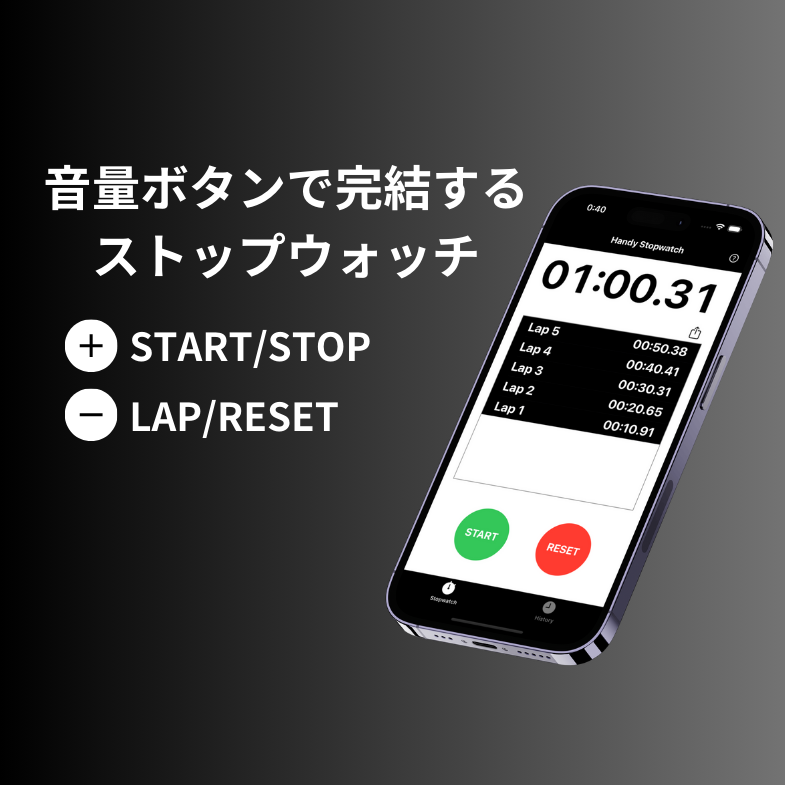 音量ボタンで完結する
ストップウォッチ
+ START/STOP
− LAP/RESET
0:40
Handy Stopwatch
?
01:00.31
Lap 5 00:50.38
Lap 4 00:40.41
Lap 3 00:30.31
Lap 2 00:20.65
Lap 1 00:10.91
START RESET
Stopwatch History